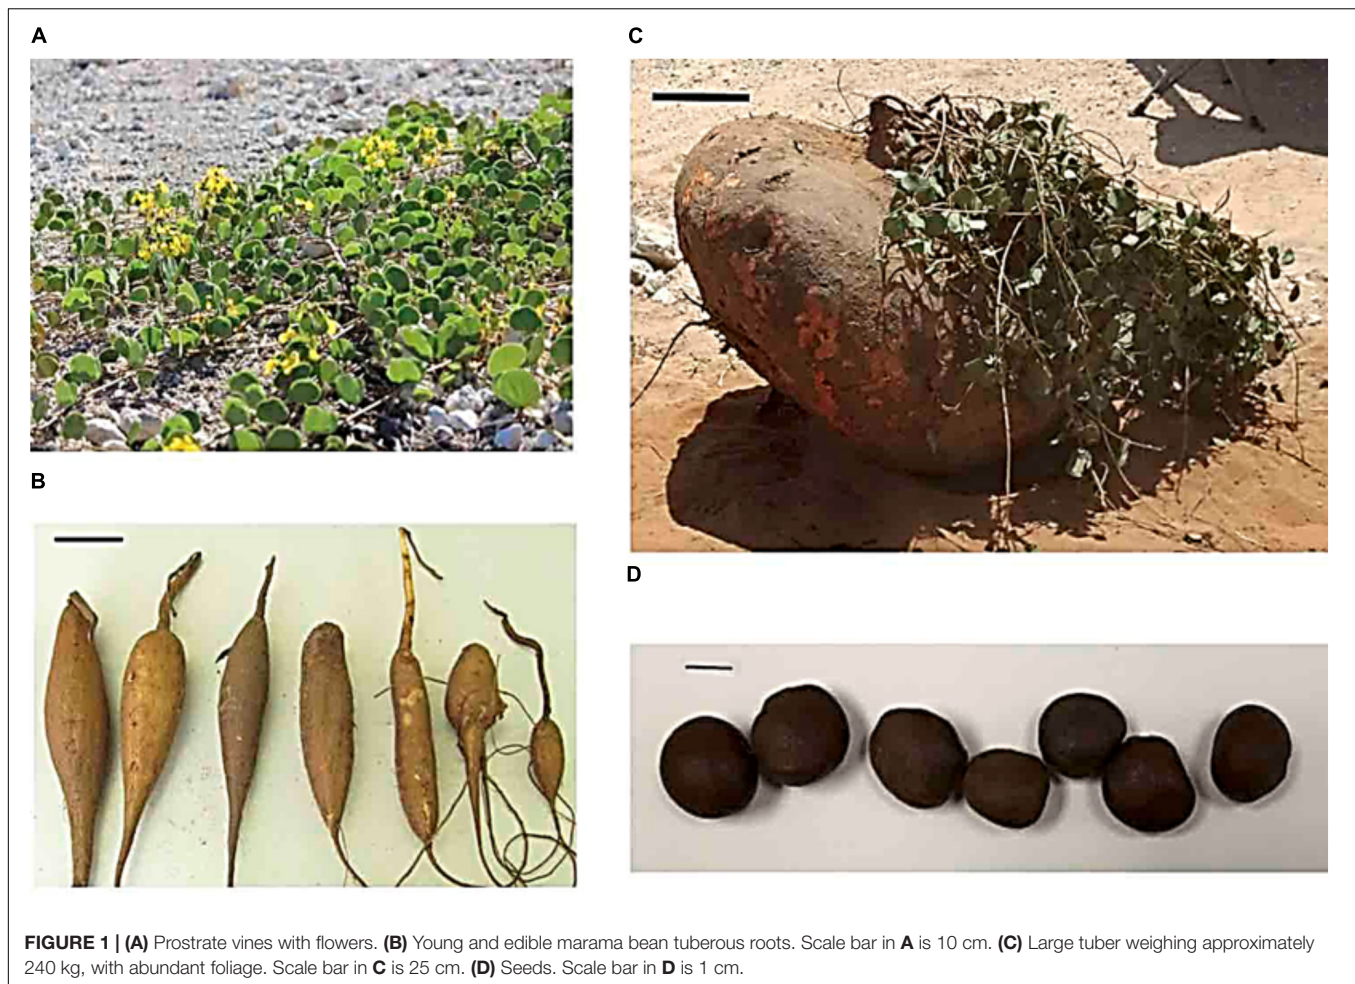 A
C
B
D
FIGURE 1 | (A) Prostrate vines with flowers. (B) Young and edible marama bean tuberous roots. Scale bar in A is 10 cm. (C) Large tuber weighing approximately
240 kg, with abundant foliage. Scale bar in C is 25 cm. (D) Seeds. Scale bar in D is 1 cm.